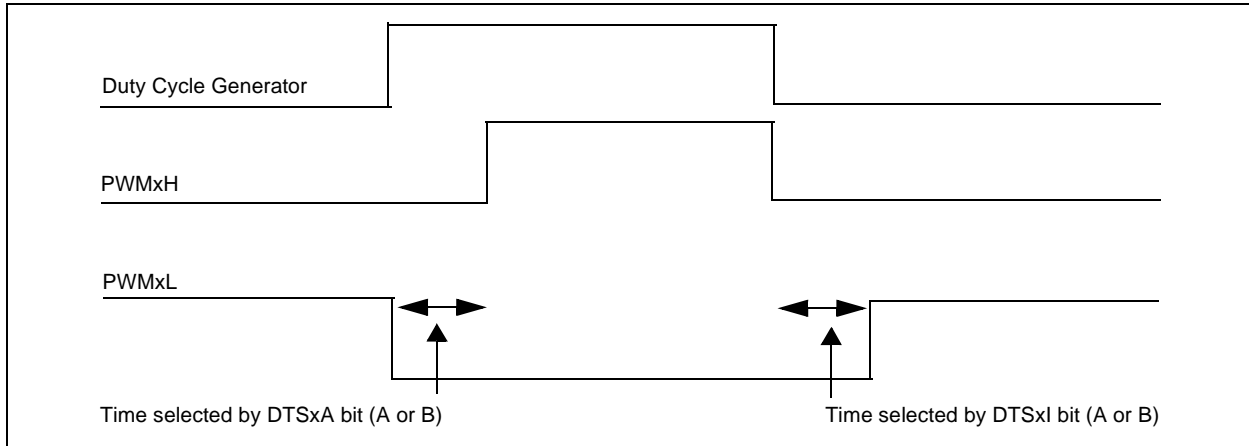 Duty Cycle Generator
PWMxH
PWMxL
Time selected by DTSxA bit (A or B)
Time selected by DTSxI bit (A or B)